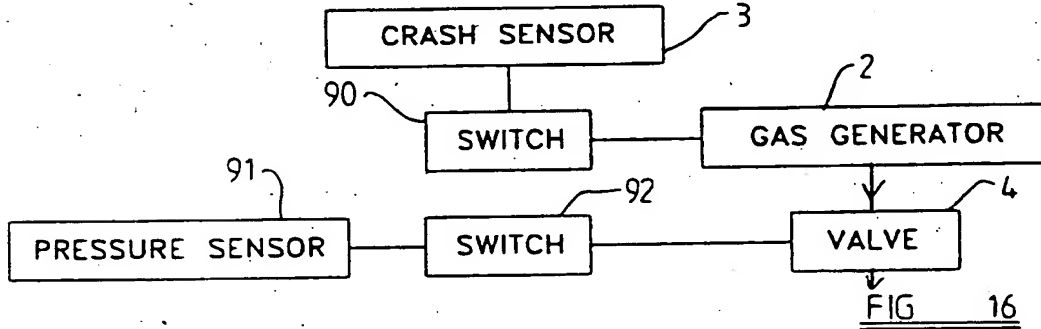 CRASH SENSOR
3
90
SWITCH
2
GAS GENERATOR
91
PRESSURE SENSOR
92
SWITCH
4
VALVE
FIG 16